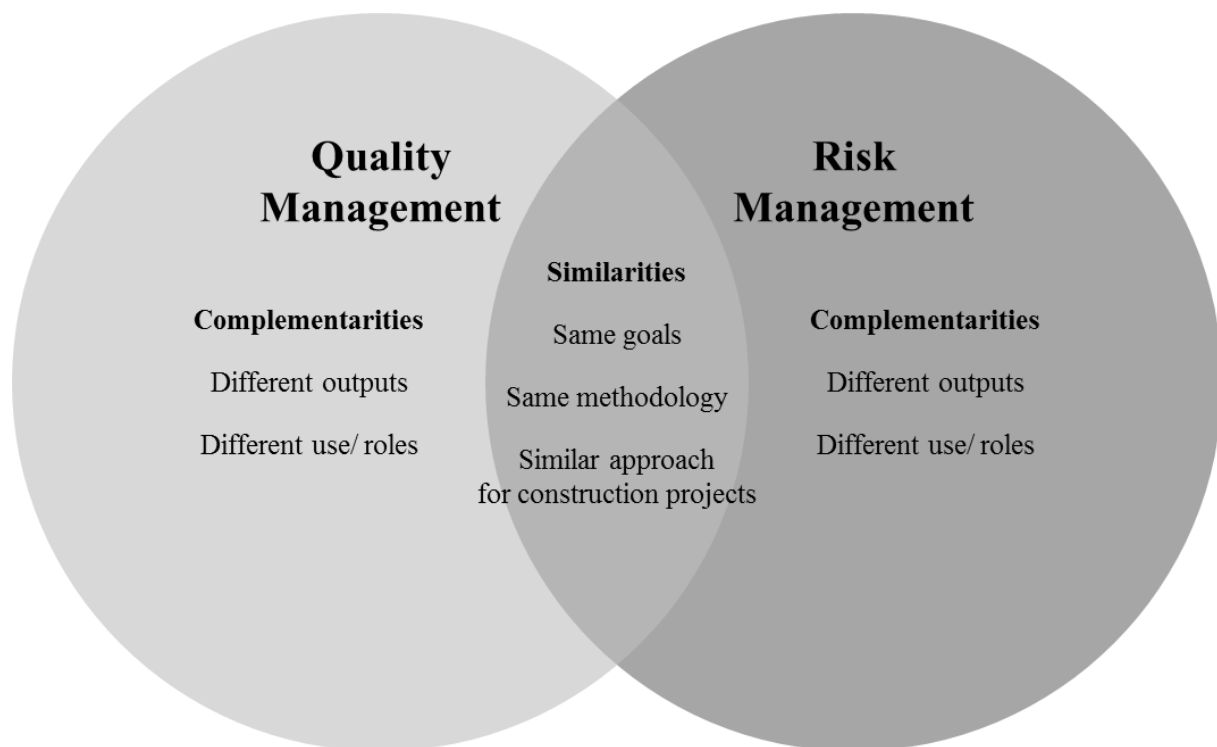 Quality
Management
Complementarities
Different outputs
Different use/ roles
Similarities
Same goals
Same methodology
Similar approach
for construction projects
Risk
Management
Complementarities
Different outputs
Different use/ roles